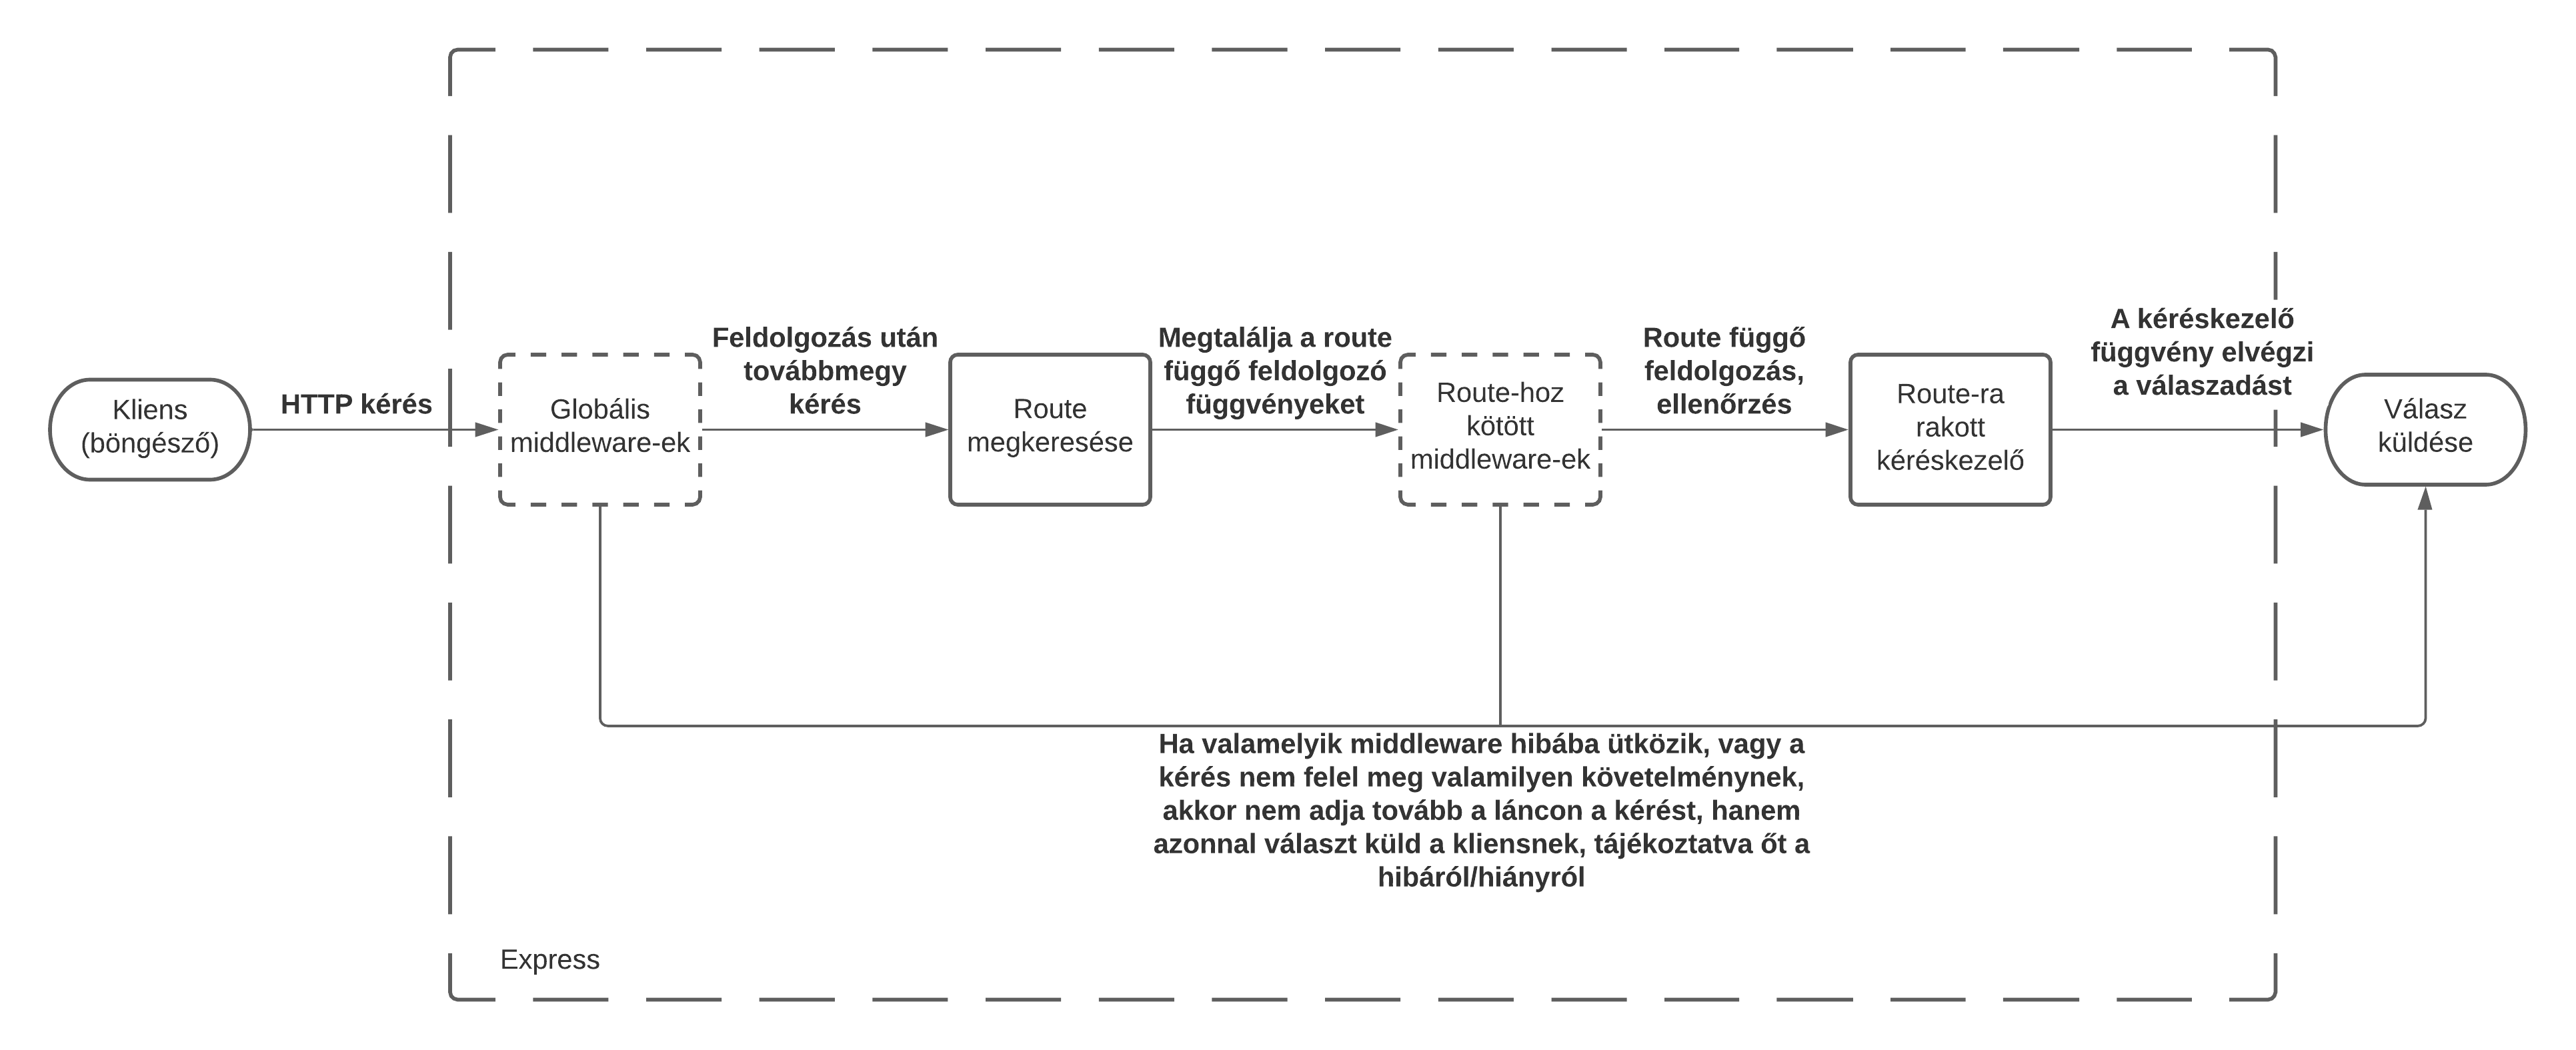 Kliens
(böngésző)
HTTP kérés
Globális
middleware-ek
Feldolgozás után
továbbmegy
kérés
Route
megkeresése
Megtalálja a route
függő feldolgozó
függvényeket
Route-hoz
kötött
middleware-ek
Route függő
feldolgozás,
ellenőrzés
Route-ra
rakott
kéréskezelő
A kéréskezelő
függvény elvégzi
a válaszadást
Válasz
küldése
Ha valamelyik middleware hibába ütközik, vagy a
kérés nem felel meg valamilyen követelménynek,
akkor nem adja tovább a láncon a kérést, hanem
azonnal választ küld a kliensnek, tájékoztatva őt a
hibáról/hiányról
Express